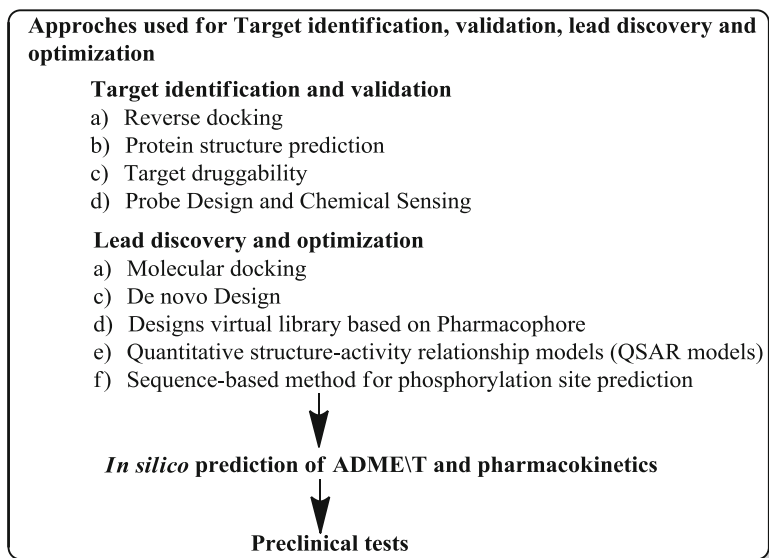 Approches used for Target identification, validation, lead discovery and
optimization
Target identification and validation
a) Reverse docking
b) Protein structure prediction
c) Target druggability
d) Probe Design and Chemical Sensing
Lead discovery and optimization
a) Molecular docking
c) De novo Design
d) Designs virtual library based on Pharmacophore
e) Quantitative structure-activity relationship models (QSAR models)
f) Sequence-based method for phosphorylation site prediction
In silico prediction of ADME\T and pharmacokinetics
Preclinical tests